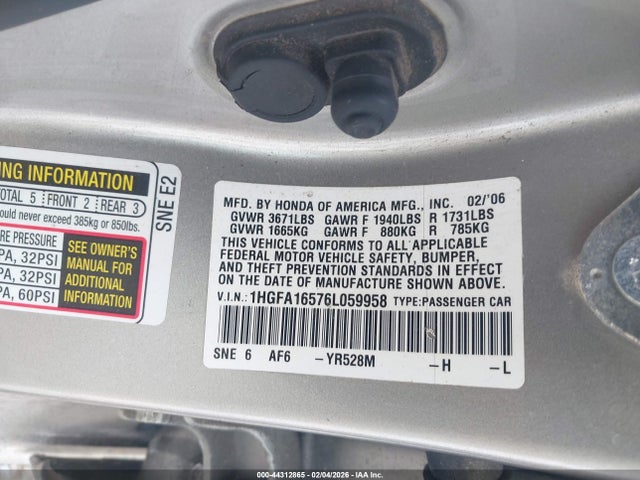 NG INFORMATION
TOTAL 5 FRONT 2 REAR 3
ould never exceed 385kg or 850lbs.
RE PRESSURE
PA, 32PSI
PA, 32PSI
PA, 60PSI
SEE OWNER'S
MANUAL FOR
ADDITIONAL
INFORMATION
SNE E2
MFD. BY HONDA OF AMERICA MFG., INC. 02/'06
GVWR 3671LBS GAWR F 1940LBS R 1731LBS
GVWR 1665KG GAWR F 880KG R 785KG
THIS VEHICLE CONFORMS TO ALL APPLICABLE
FEDERAL MOTOR VEHICLE SAFETY, BUMPER,
AND THEFT PREVENTION STANDARDS IN EFFECT
ON THE DATE OF MANUFACTURE SHOWN ABOVE.
V.I.N.: 1HGFA16576L059958 TYPE: PASSENGER CAR
SNE 6 AF6 -YR528M -H -L
000-44312865 | 02/04/2026 - IAA Inc.